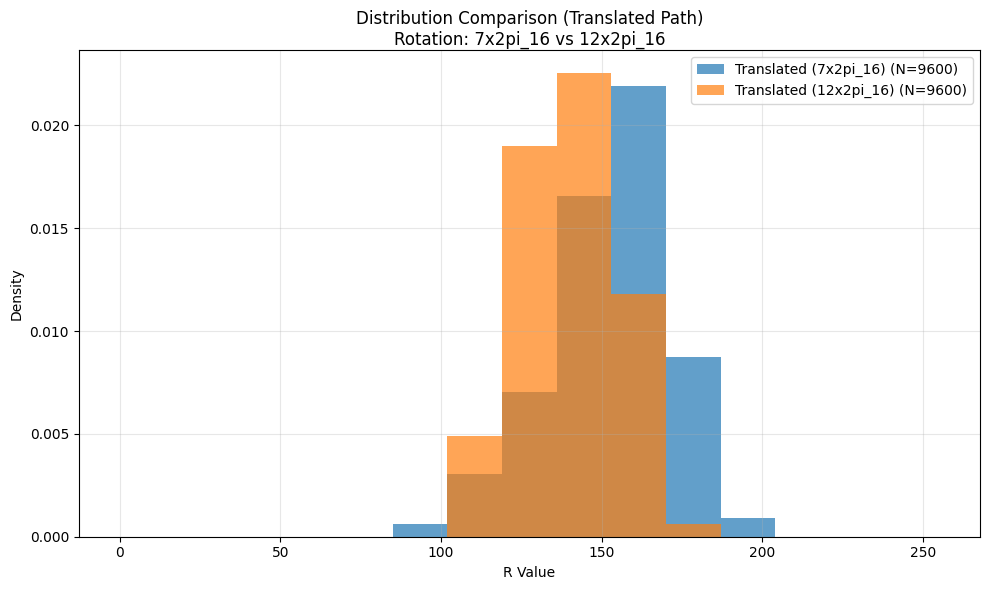 Distribution Comparison (Translated Path)
Rotation: 7x2pi_16 vs 12x2pi_16
Translated (7x2pi_16) (N=9600)
Translated (12x2pi_16) (N=9600)
Density
0.020
0.015
0.010
0.005
0.000
0 50 100 150 200 250
R Value